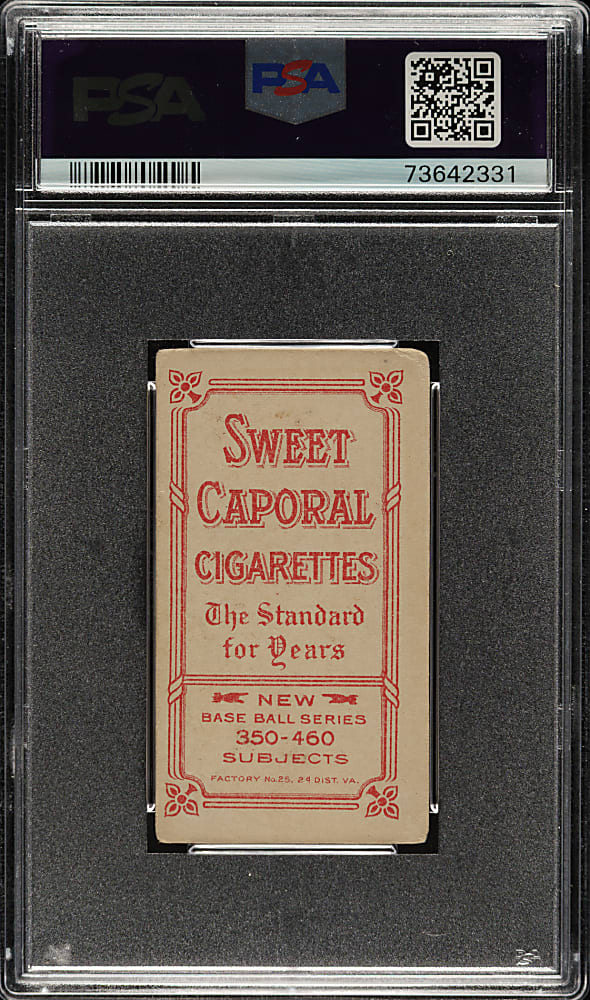 PSA
PSA
73642331
SWEET
CAPORAL
CIGARETTES
The Standard
for Years
NEW
BASE BALL SERIES
350-460
SUBJECTS
FACTORY No. 25, 24 DIST. VA.